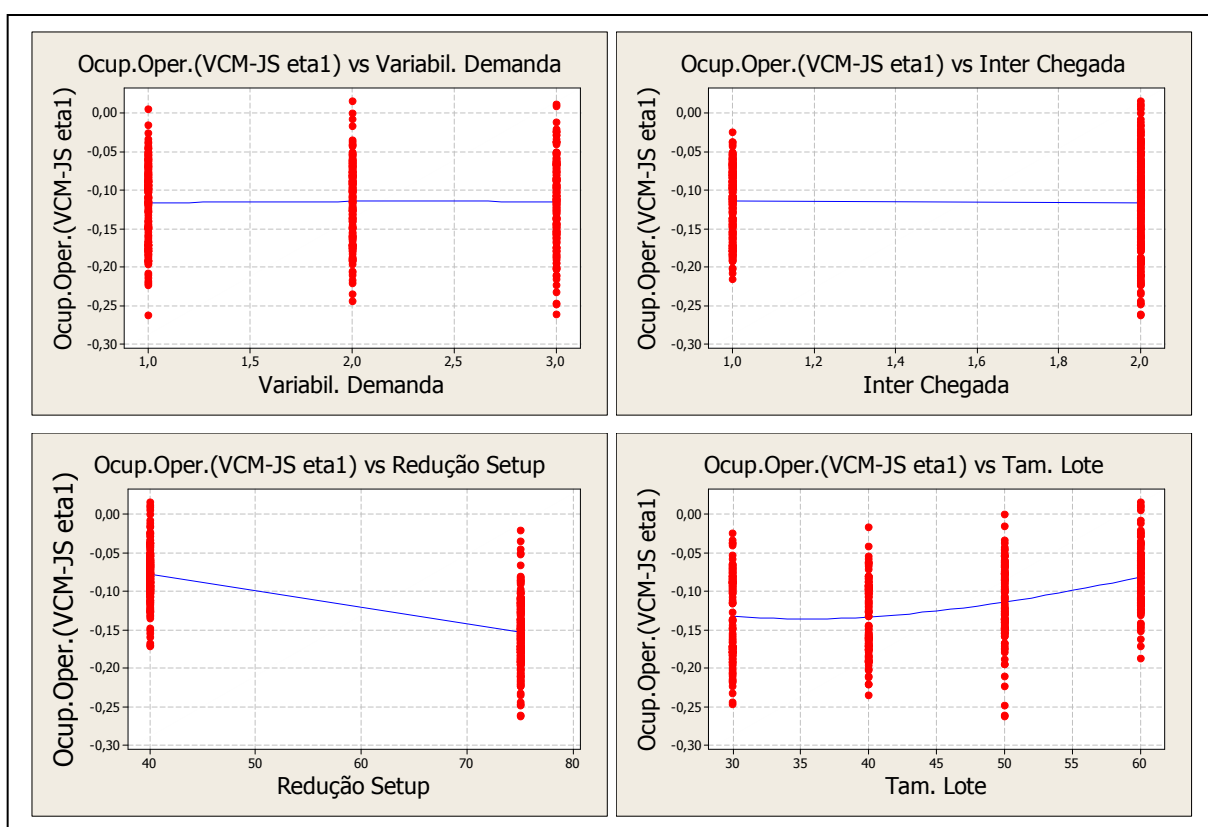 Ocup.Oper.(VCM-JS eta1) vs Variabil. Demanda
Ocup.Oper.(VCM-JS eta1)
0,00
-0,05
-0,10
-0,15
-0,20
-0,25
-0,30
1,0 1,5 2,0 2,5 3,0
Variabil. Demanda
Ocup.Oper.(VCM-JS eta1) vs Inter Chegada
Ocup.Oper.(VCM-JS eta1)
0,00
-0,05
-0,10
-0,15
-0,20
-0,25
-0,30
1,0 1,2 1,4 1,6 1,8 2,0
Inter Chegada
Ocup.Oper.(VCM-JS eta1) vs Redução Setup
Ocup.Oper.(VCM-JS eta1)
0,00
-0,05
-0,10
-0,15
-0,20
-0,25
-0,30
40 50 60 70 80
Redução Setup
Ocup.Oper.(VCM-JS eta1) vs Tam. Lote
Ocup.Oper.(VCM-JS eta1)
0,00
-0,05
-0,10
-0,15
-0,20
-0,25
-0,30
30 35 40 45 50 55 60
Tam. Lote